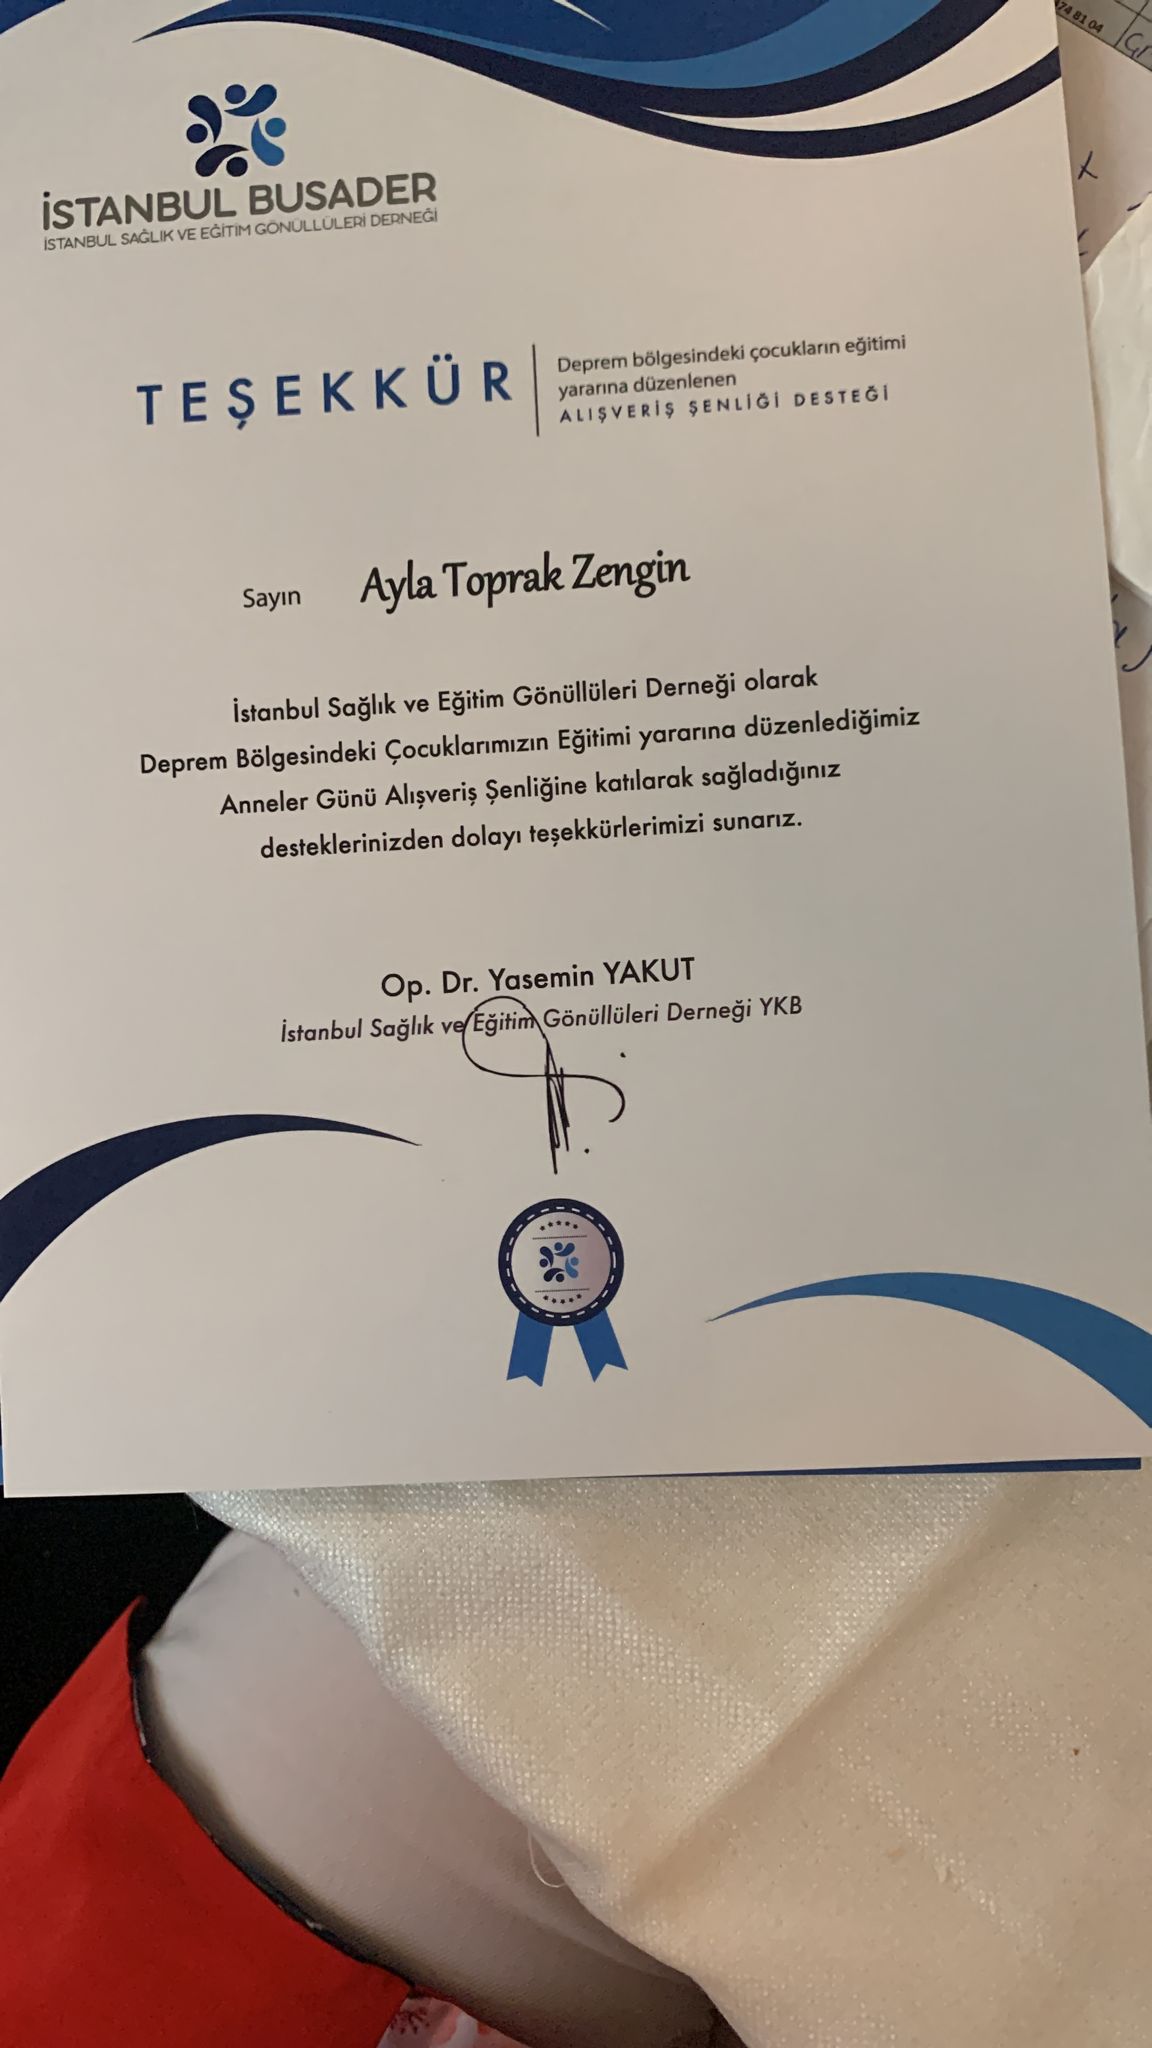 İSTANBUL BUSADER
İSTANBUL SAĞLIK VE EĞİTİM GÖNÜLLÜLERİ DERNEĞİ
TEŞEKKÜR
Deprem bölgesindeki çocukların eğitimi
yararına düzenlenen
ALIŞVERİŞ ŞENLİĞİ DESTEĞİ
Sayın Ayla Toprak Zengin
İstanbul Sağlık ve Eğitim Gönüllüleri Derneği olarak
Deprem Bölgesindeki Çocuklarımızın Eğitimi yararına düzenlediğimiz
Anneler Günü Alışveriş Şenliğine katılarak sağladığınız
desteklerinizden dolayı teşekkürlerimizi sunarız.
Op. Dr. Yasemin YAKUT
İstanbul Sağlık ve Eğitim Gönüllüleri Derneği YKB
74 81 04